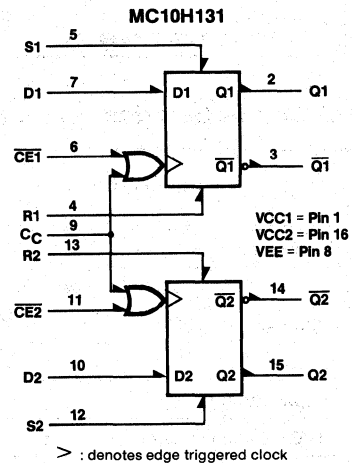 MC10H131
S1 5
D1 7 D1 Q1 2 Q1
CE1 6
Q1 3 Q1
R1 4
CC 9
R2 13
VCC1 = Pin 1
VCC2 = Pin 16
VEE = Pin 8
CE2 11 Q2 14 Q2
D2 10 D2 Q2 15 Q2
S2 12
> : denotes edge triggered clock